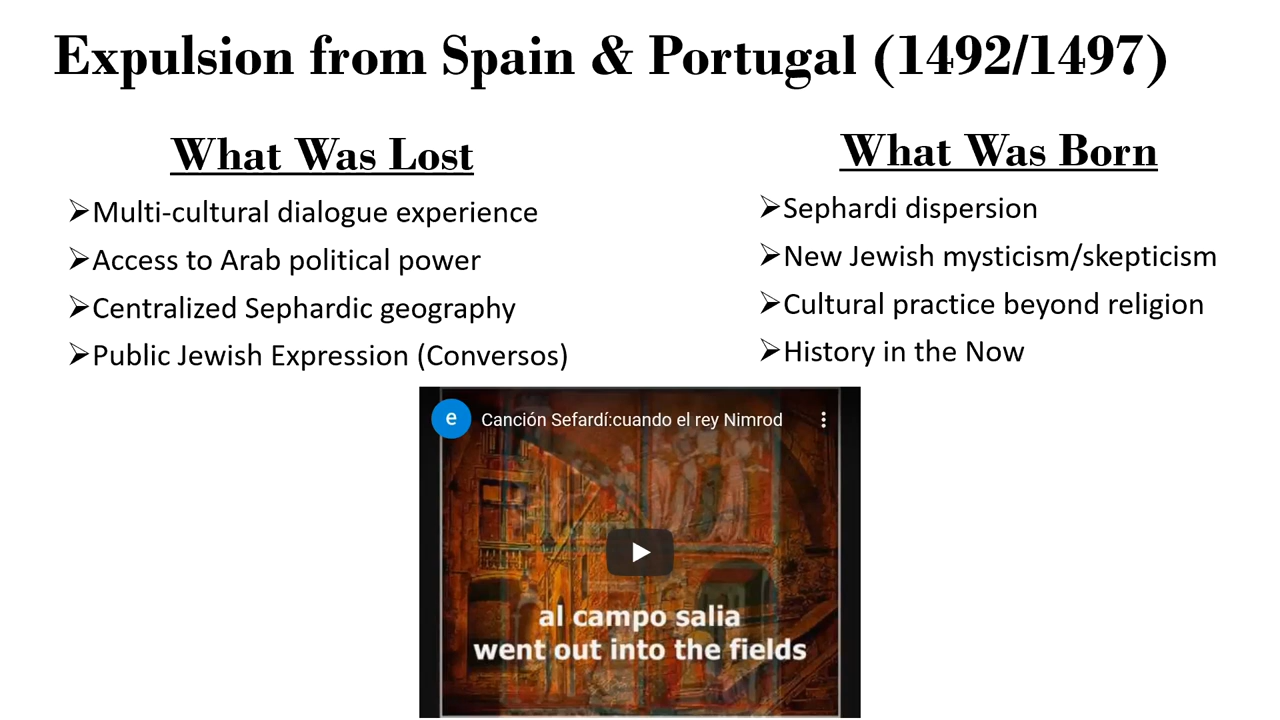 Expulsion from Spain & Portugal (1492/1497)
What Was Lost
➢Multi-cultural dialogue experience
➢Access to Arab political power
➢Centralized Sephardic geography
➢Public Jewish Expression (Conversos)
What Was Born
➢Sephardi dispersion
➢New Jewish mysticism/skepticism
➢Cultural practice beyond religion
➢History in the Now
e Canción Sefardí:cuando el rey Nimrod
al campo salia
went out into the fields